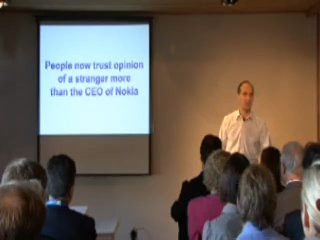 People now trust opinion
of a stranger more
than the CEO of Nokia